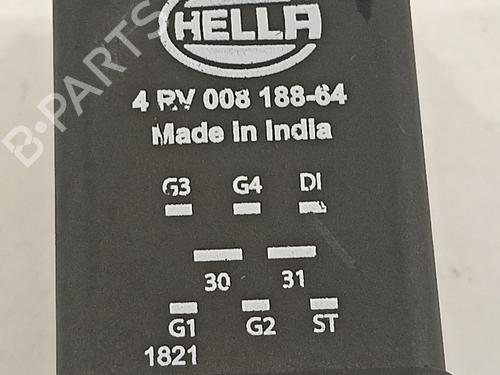 HELLA
4 RV 008 188-64
Made in India
G3 G4 DI
30 31
G1 G2 ST
1821
B-PARTS